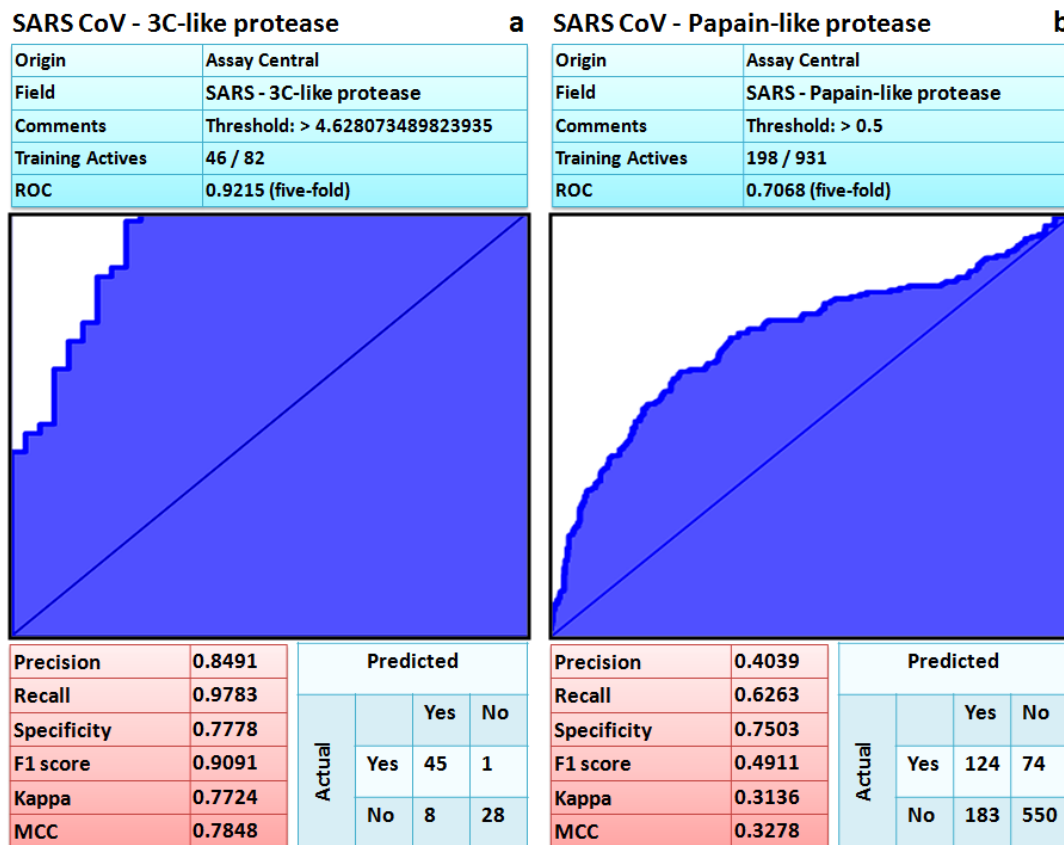 SARS CoV - 3C-like protease a
Origin Assay Central
Field SARS - 3C-like protease
Comments Threshold: > 4.628073489823935
Training Actives 46 / 82
ROC 0.9215 (five-fold)
Precision 0.8491
Recall 0.9783
Specificity 0.7778
F1 score 0.9091
Kappa 0.7724
MCC 0.7848
Predicted
Actual
Yes No
Yes 45 1
No 8 28
SARS CoV - Papain-like protease b
Origin Assay Central
Field SARS - Papain-like protease
Comments Threshold: > 0.5
Training Actives 198 / 931
ROC 0.7068 (five-fold)
Precision 0.4039
Recall 0.6263
Specificity 0.7503
F1 score 0.4911
Kappa 0.3136
MCC 0.3278
Predicted
Actual
Yes No
Yes 124 74
No 183 550